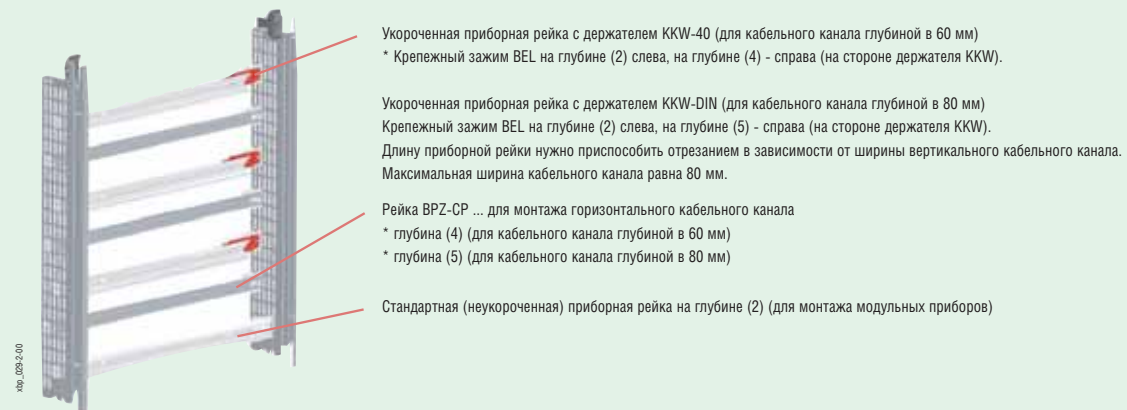 Укороченная приборная рейка с держателем KKW-40 (для кабельного канала глубиной в 60 мм)
* Крепежный зажим BEL на глубине (2) слева, на глубине (4) - справа (на стороне держателя KKW).
Укороченная приборная рейка с держателем KKW-DIN (для кабельного канала глубиной в 80 мм)
Крепежный зажим BEL на глубине (2) слева, на глубине (5) - справа (на стороне держателя KKW).
Длину приборной рейки нужно приспособить отрезанием в зависимости от ширины вертикального кабельного канала.
Максимальная ширина кабельного канала равна 80 мм.
Рейка BPZ-CP ... для монтажа горизонтального кабельного канала
* глубина (4) (для кабельного канала глубиной в 60 мм)
* глубина (5) (для кабельного канала глубиной в 80 мм)
Стандартная (неукороченная) приборная рейка на глубине (2) (для монтажа модульных приборов)
xbp_029-2-00